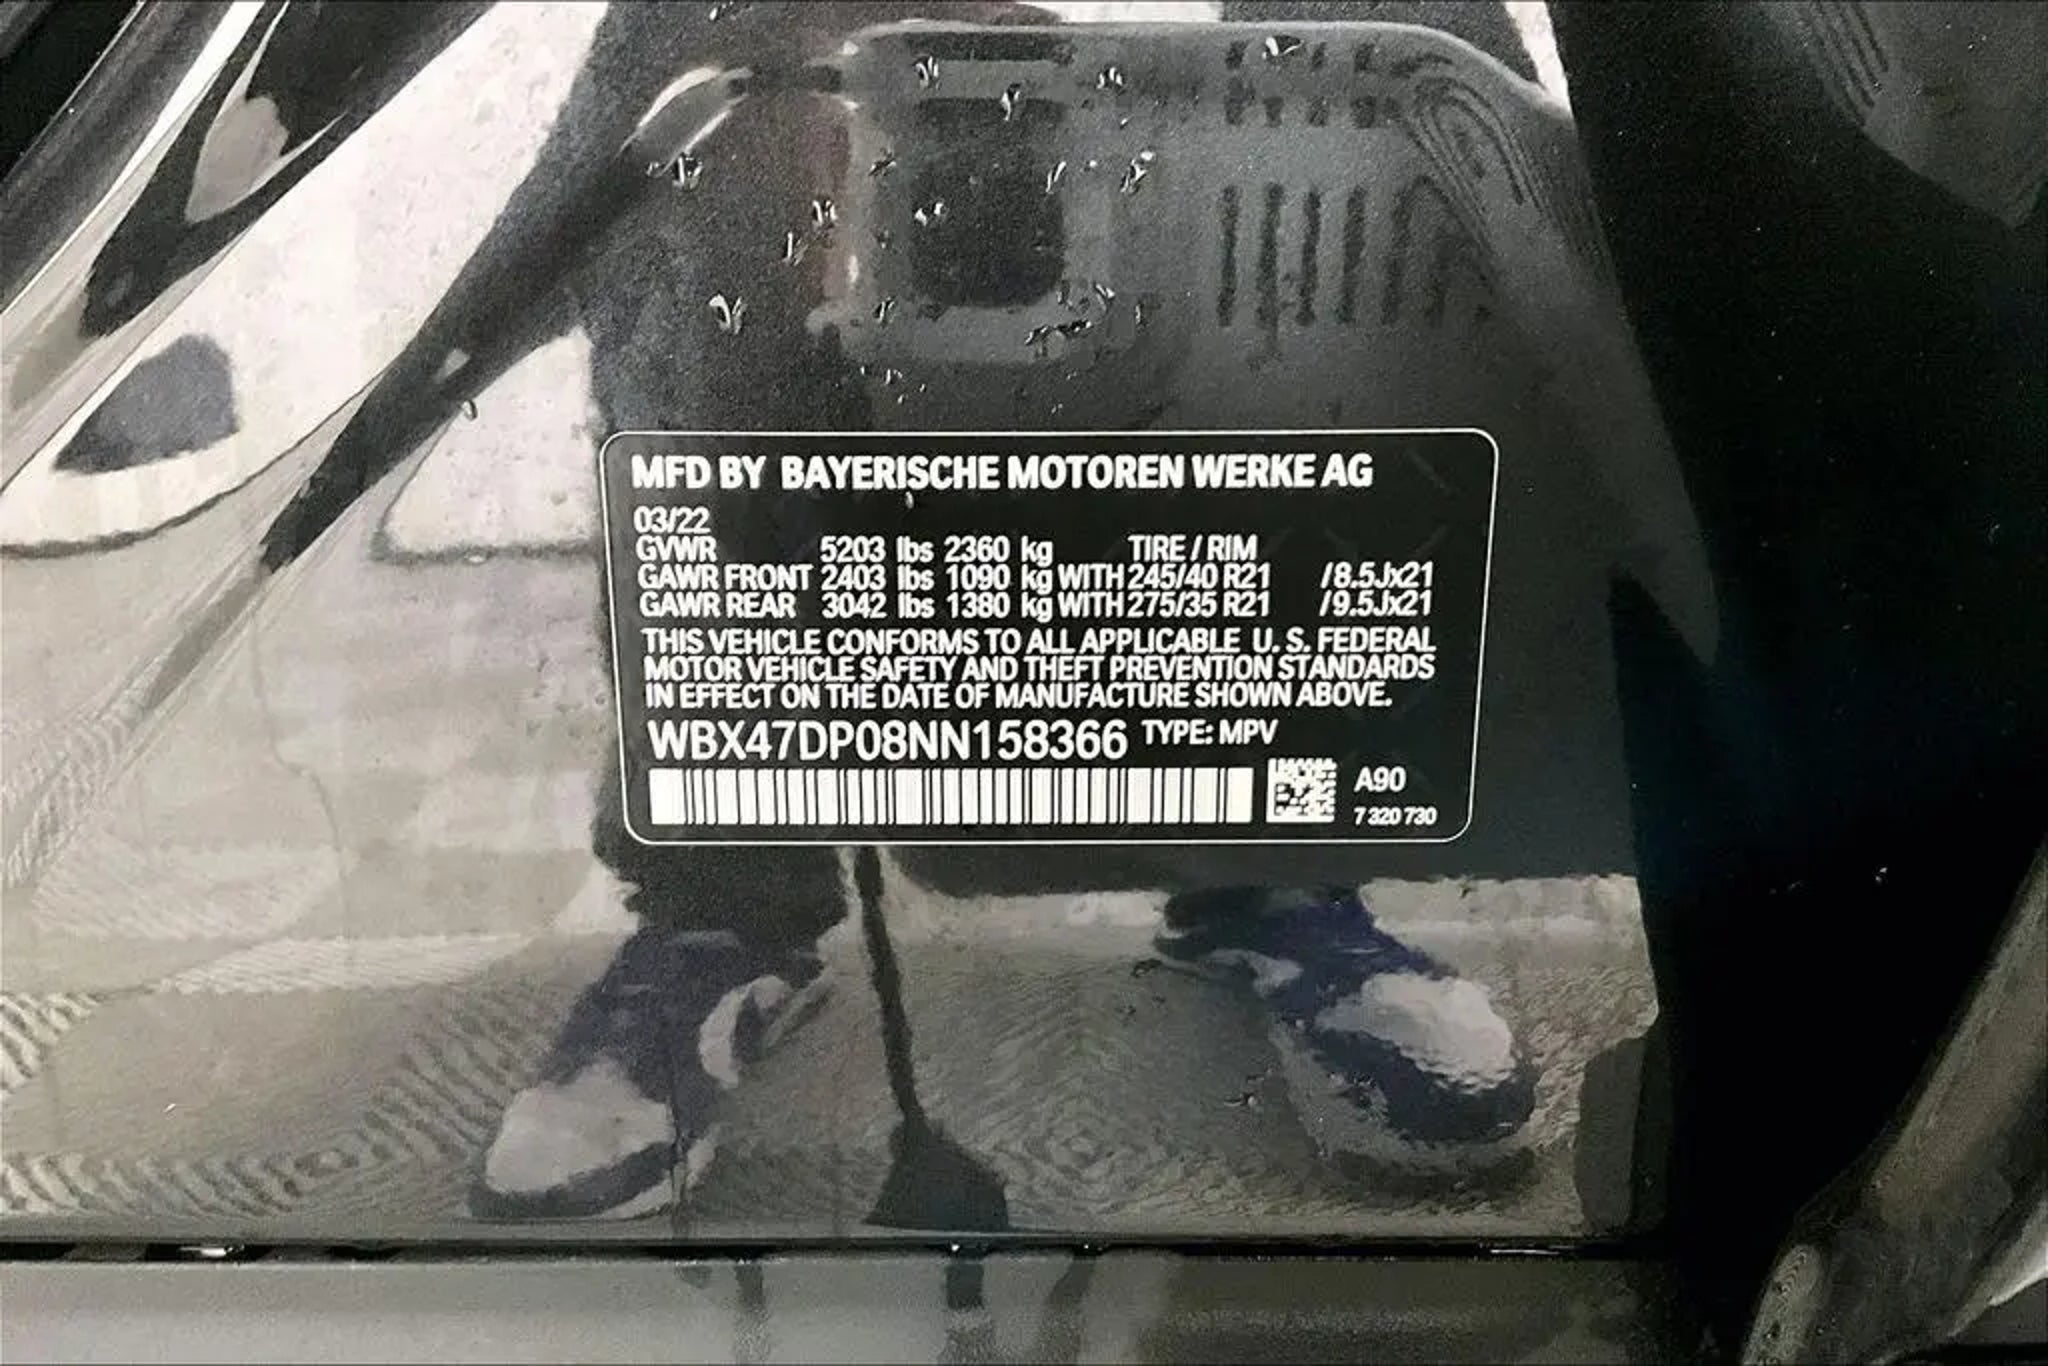 MFD BY BAYERISCHE MOTOREN WERKE AG
03/22
GVWR 5203 lbs 2360 kg TIRE / RIM
GAWR FRONT 2403 lbs 1090 kg WITH 245/40 R21 /8.5Jx21
GAWR REAR 3042 lbs 1380 kg WITH 275/35 R21 /9.5Jx21
THIS VEHICLE CONFORMS TO ALL APPLICABLE U. S. FEDERAL
MOTOR VEHICLE SAFETY AND THEFT PREVENTION STANDARDS
IN EFFECT ON THE DATE OF MANUFACTURE SHOWN ABOVE.
WBX47DP08NN158366 TYPE: MPV
A90
7 320 730